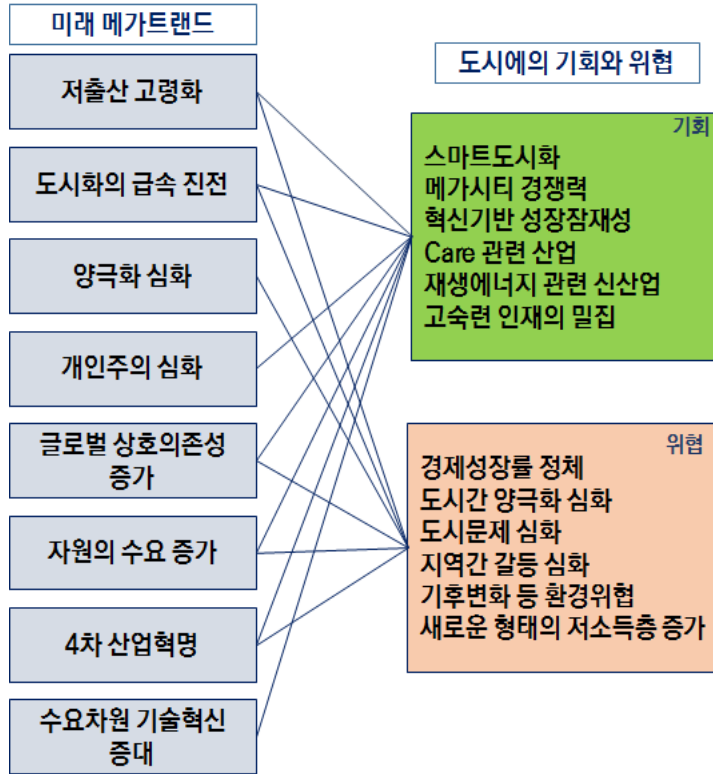 미래 메가트랜드
저출산 고령화
도시화의 급속 진전
양극화 심화
개인주의 심화
글로벌 상호의존성
증가
자원의 수요 증가
4차 산업혁명
수요차원 기술혁신
증대
도시에의 기회와 위협
기회
스마트도시화
메가시티 경쟁력
혁신기반 성장잠재성
Care 관련 산업
재생에너지 관련 신산업
고숙련 인재의 밀집
위협
경제성장률 정체
도시간 양극화 심화
도시문제 심화
지역간 갈등 심화
기후변화 등 환경위협
새로운 형태의 저소득층 증가